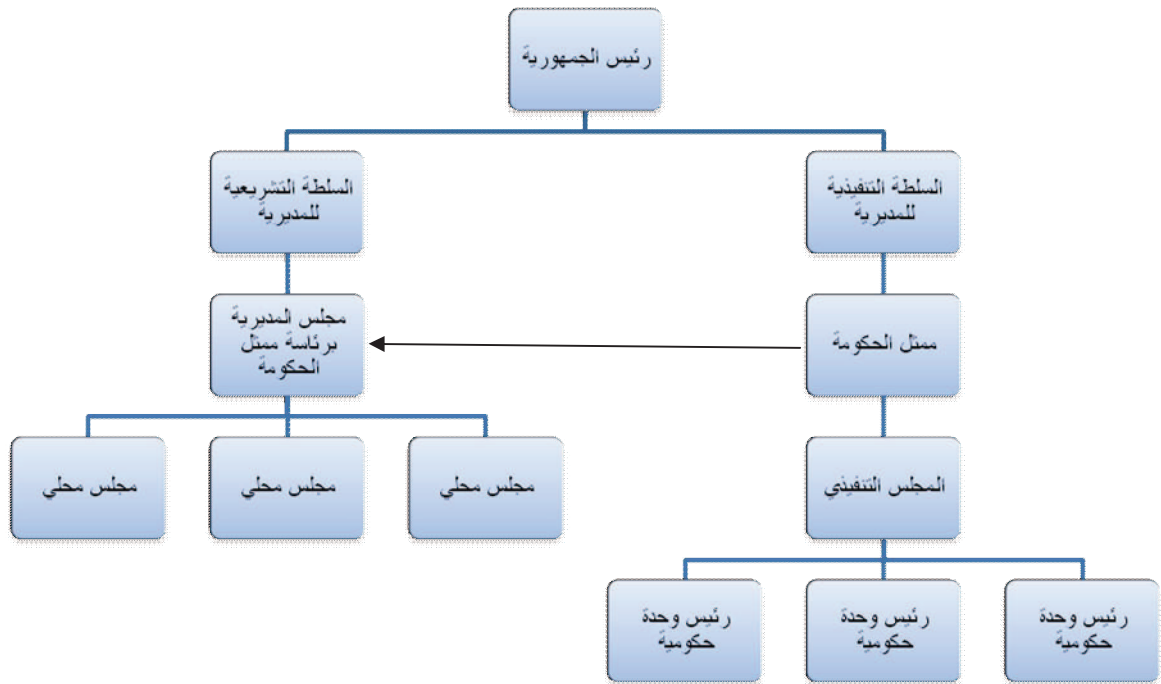 رئيس الجمهورية
السلطة التنفيذية
للمديرية
السلطة التشريعية
للمديرية
ممثل الحكومة
مجلس المديرية
برئاسة ممثل
الحكومة
المجلس التنفيذي
مجلس محلي
مجلس محلي
مجلس محلي
رئيس وحدة
حكومية
رئيس وحدة
حكومية
رئيس وحدة
حكومية